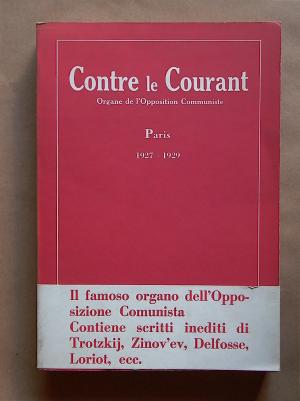 Contre le Courant
Organe de l'Opposition Communiste
Paris
1927 - 1929
Il famoso organo dell'Oppo-
sizione Comunista
Contiene scritti inediti di
Trotzkij, Zinov'ev, Delfosse,
Loriot, ecc.